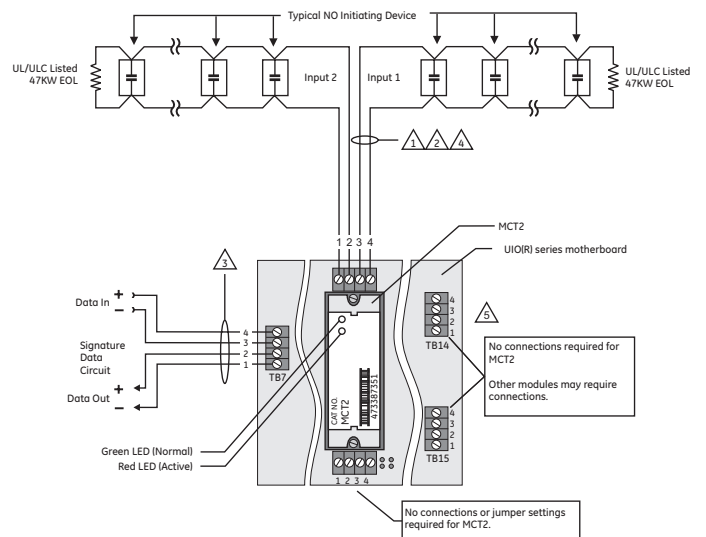 Typical NO Initiating Device
UL/ULC Listed
47KW EOL
Input 2
Input 1
UL/ULC Listed
47KW EOL
1
2
4
1 2 3 4
MCT2
UIO(R) series motherboard
3
Data In
+
−
Signature
Data
Circuit
+
Data Out
−
4
3
2
1
TB7
CAT NO.
MCT2
473387351
4
3
2
1
TB14
5
No connections required for
MCT2
Other modules may require
connections.
4
3
2
1
TB15
Green LED (Normal)
Red LED (Active)
1 2 3 4
No connections or jumper settings
required for MCT2.